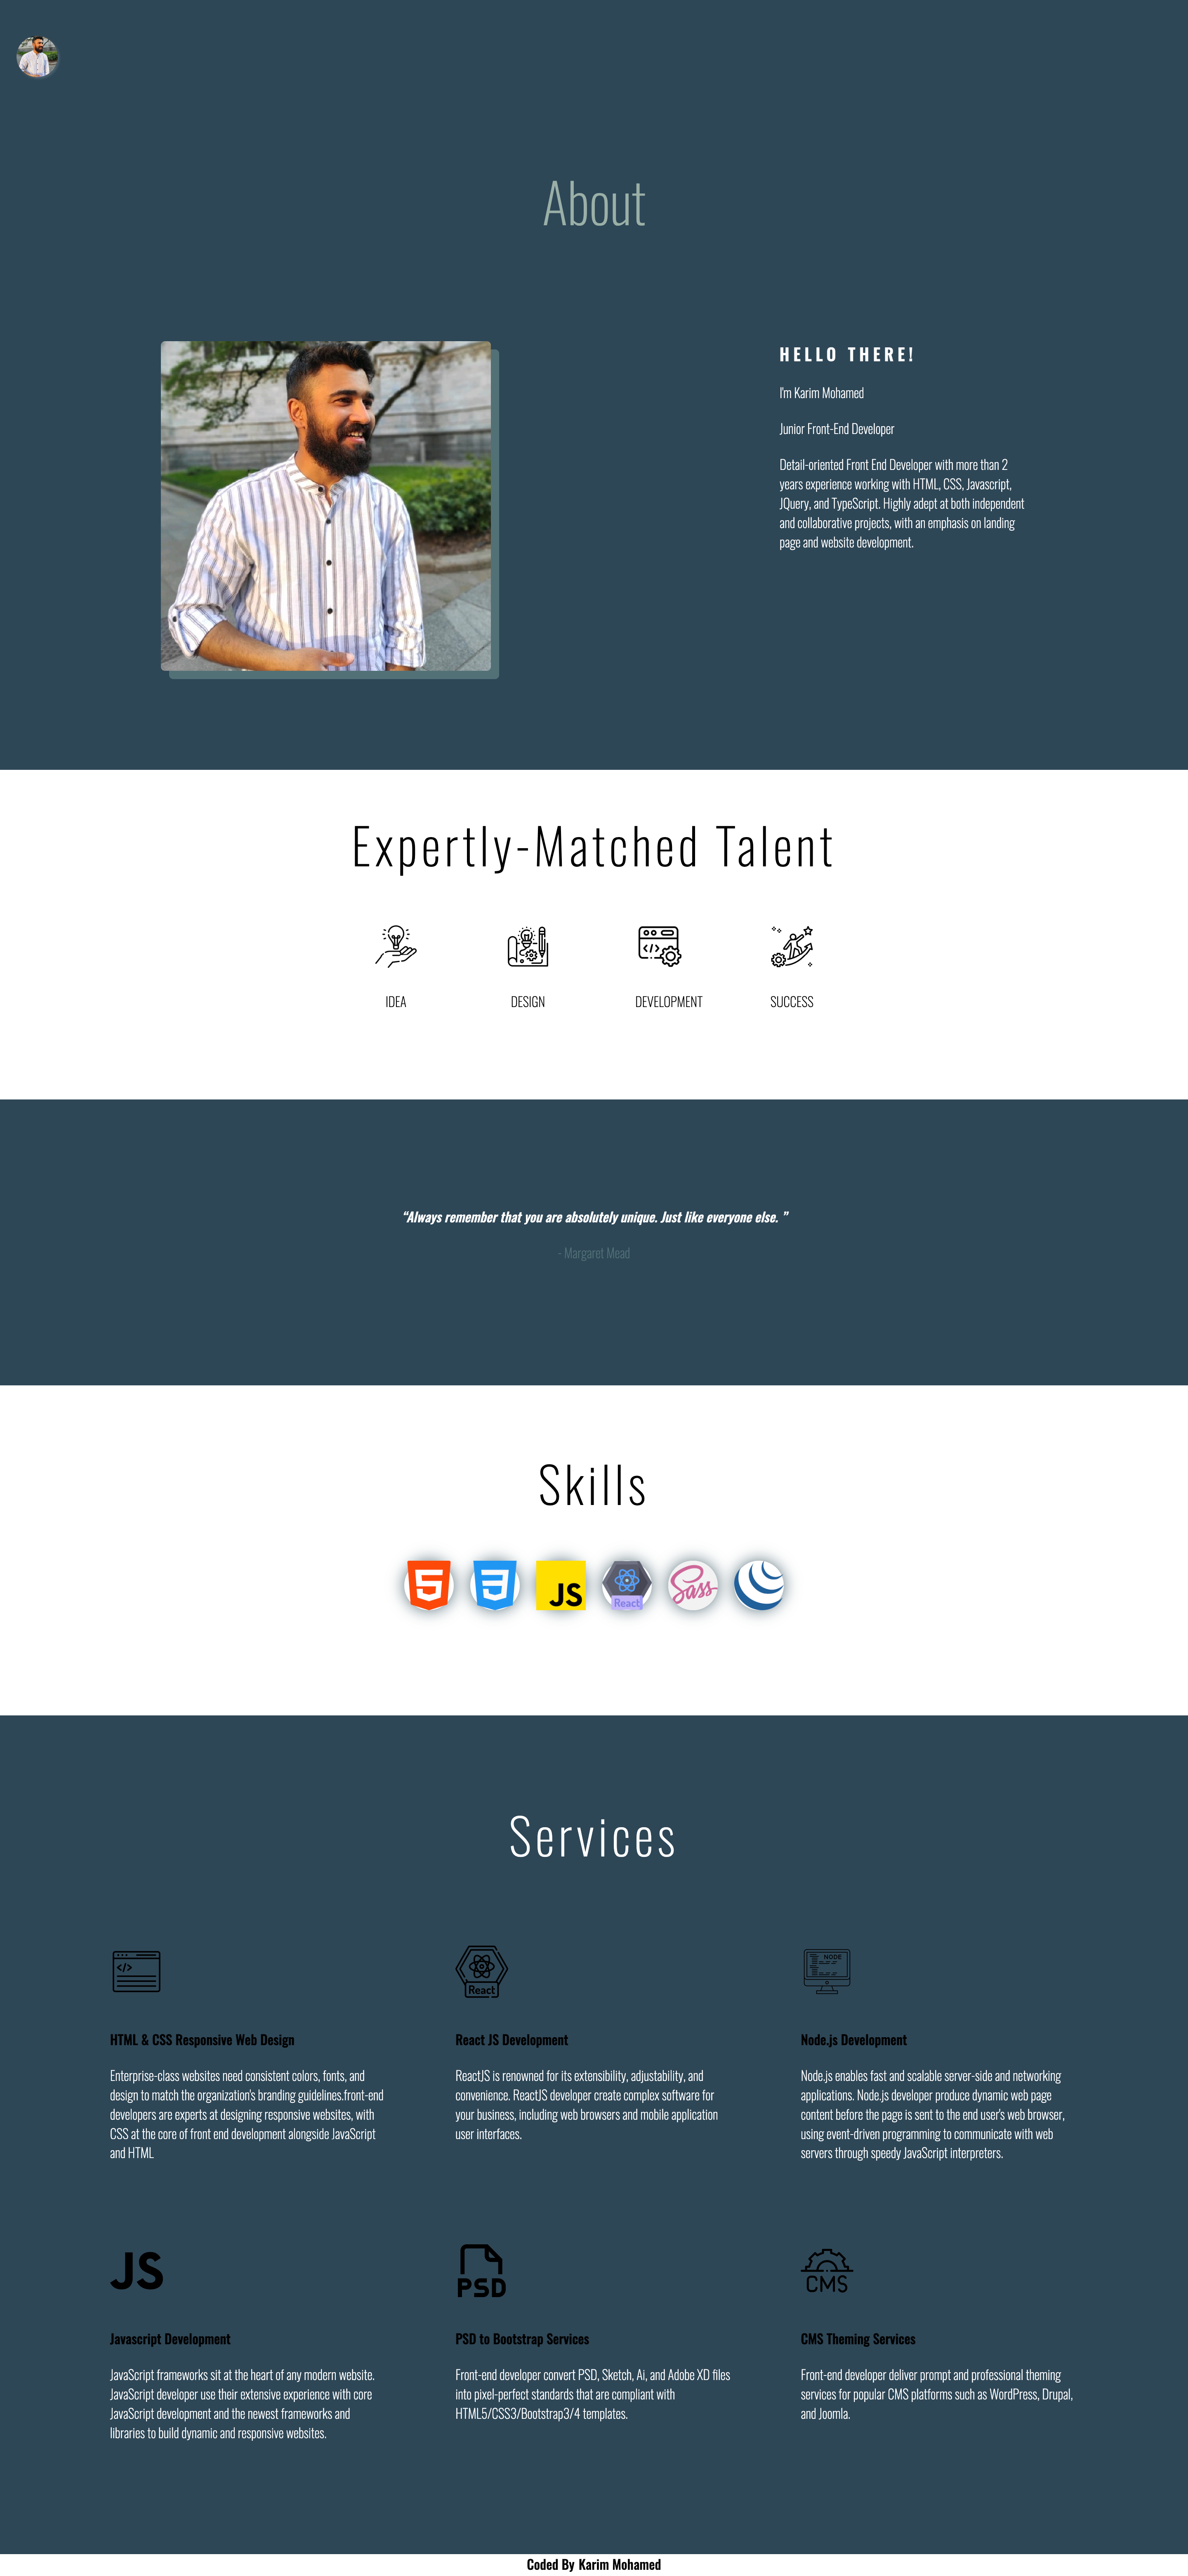 About
HELLO THERE!
I'm Karim Mohamed
Junior Front-End Developer
Detail-oriented Front End Developer with more than 2
years experience working with HTML, CSS, Javascript,
JQuery, and TypeScript. Highly adept at both independent
and collaborative projects, with an emphasis on landing
page and website development.
Expertly-Matched Talent
IDEA
DESIGN
DEVELOPMENT
SUCCESS
“Always remember that you are absolutely unique. Just like everyone else. ”
- Margaret Mead
Skills
JS
React
Sass
Services
React
NODE
HTML & CSS Responsive Web Design
Enterprise-class websites need consistent colors, fonts, and
design to match the organization's branding guidelines.front-end
developers are experts at designing responsive websites, with
CSS at the core of front end development alongside JavaScript
and HTML
React JS Development
ReactJS is renowned for its extensibility, adjustability, and
convenience. ReactJS developer create complex software for
your business, including web browsers and mobile application
user interfaces.
Node.js Development
Node.js enables fast and scalable server-side and networking
applications. Node.js developer produce dynamic web page
content before the page is sent to the end user's web browser,
using event-driven programming to communicate with web
servers through speedy JavaScript interpreters.
JS
Javascript Development
JavaScript frameworks sit at the heart of any modern website.
JavaScript developer use their extensive experience with core
JavaScript development and the newest frameworks and
libraries to build dynamic and responsive websites.
PSD
PSD to Bootstrap Services
Front-end developer convert PSD, Sketch, Ai, and Adobe XD files
into pixel-perfect standards that are compliant with
HTML5/CSS3/Bootstrap3/4 templates.
CMS
CMS Theming Services
Front-end developer deliver prompt and professional theming
services for popular CMS platforms such as WordPress, Drupal,
and Joomla.
Coded By Karim Mohamed